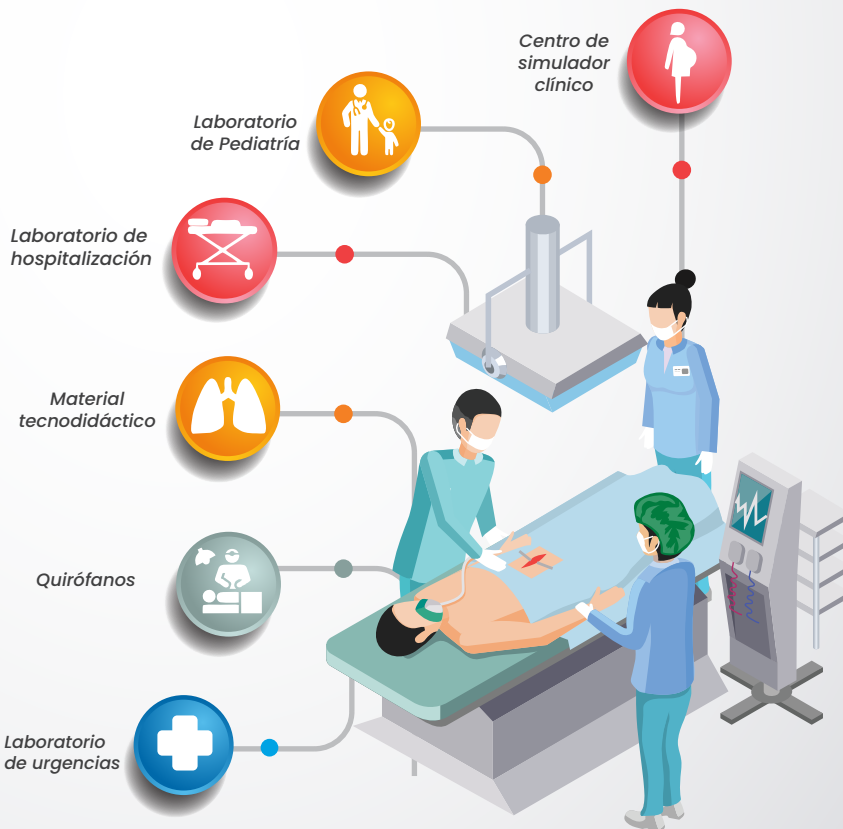 Centro de
simulador
clínico
Laboratorio
de Pediatría
Laboratorio de
hospitalización
Material
tecnodidáctico
Quirófanos
Laboratorio
de urgencias